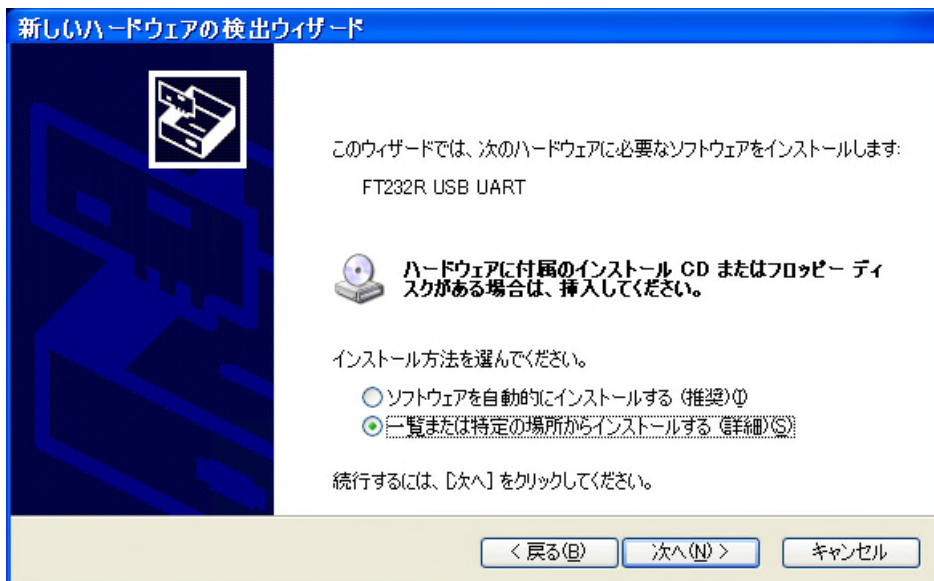 新しいハードウェアの検出ウィザード
このウィザードでは、次のハードウェアに必要なソフトウェアをインストールします:
FT232R USB UART
ハードウェアに付属のインストール CD またはフロッピー ディ
スクがある場合は、挿入してください。
インストール方法を選んでください。
ソフトウェアを自動的にインストールする (推奨)(I)
一覧または特定の場所からインストールする (詳細)(S)
続行するには、[次へ] をクリックしてください。
< 戻る(B)
次へ(N) >
キャンセル